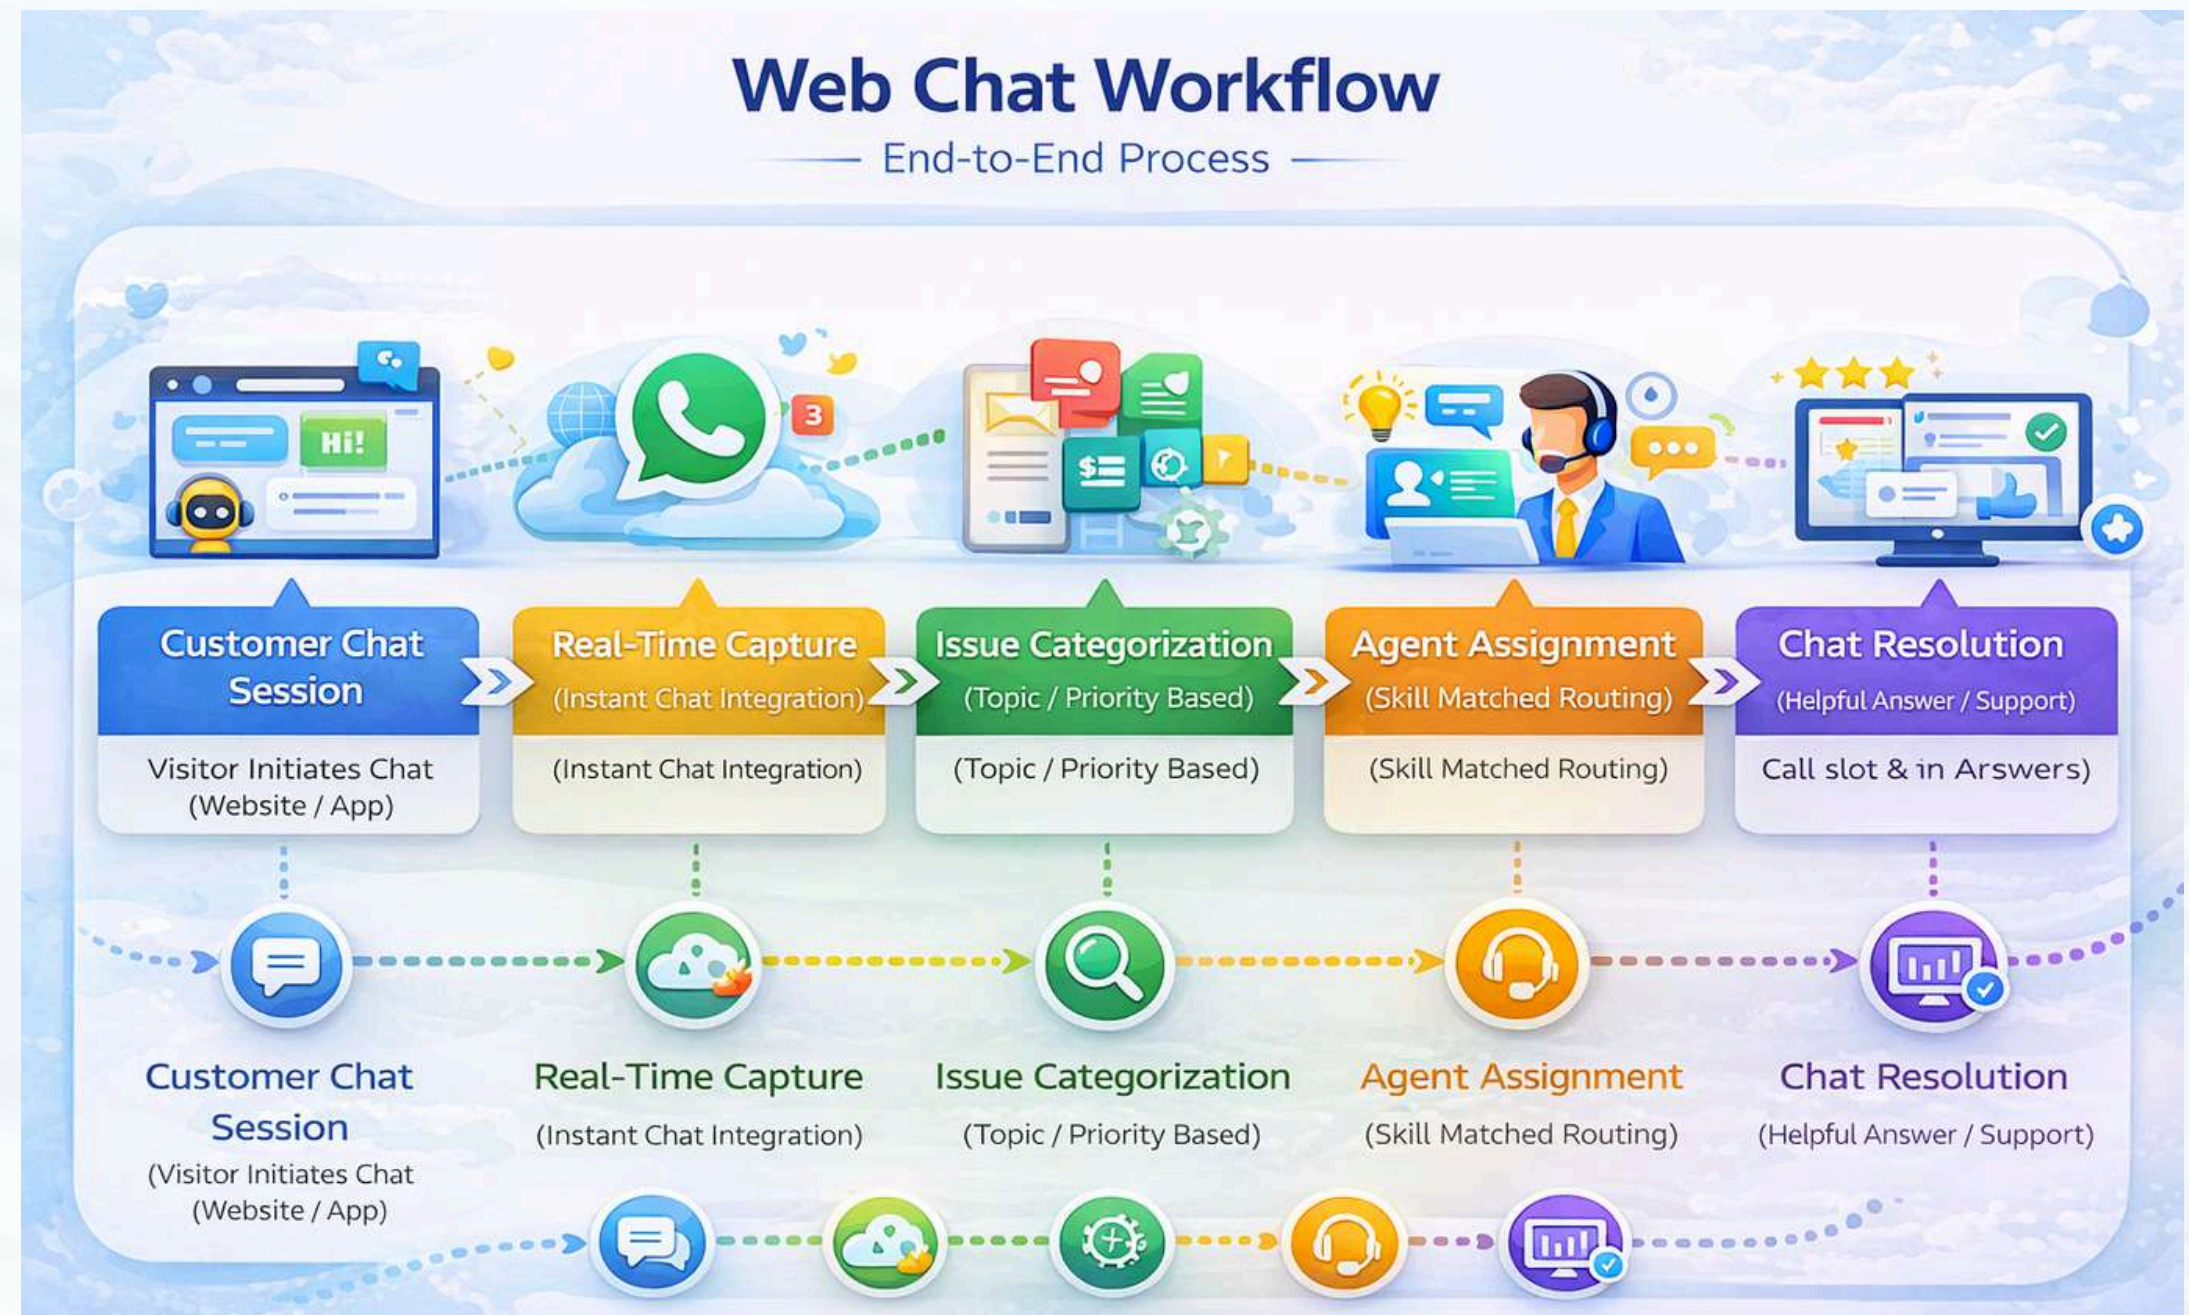 Web Chat Workflow
End-to-End Process
Hi!
3
$
Customer Chat
Session
Real-Time Capture
(Instant Chat Integration)
Issue Categorization
(Topic / Priority Based)
Agent Assignment
(Skill Matched Routing)
Chat Resolution
(Helpful Answer / Support)
Visitor Initiates Chat
(Website / App)
(Instant Chat Integration)
(Topic / Priority Based)
(Skill Matched Routing)
Call slot & in Arswers)
Customer Chat
Session
(Visitor Initiates Chat
(Website / App)
Real-Time Capture
(Instant Chat Integration)
Issue Categorization
(Topic / Priority Based)
Agent Assignment
(Skill Matched Routing)
Chat Resolution
(Helpful Answer / Support)